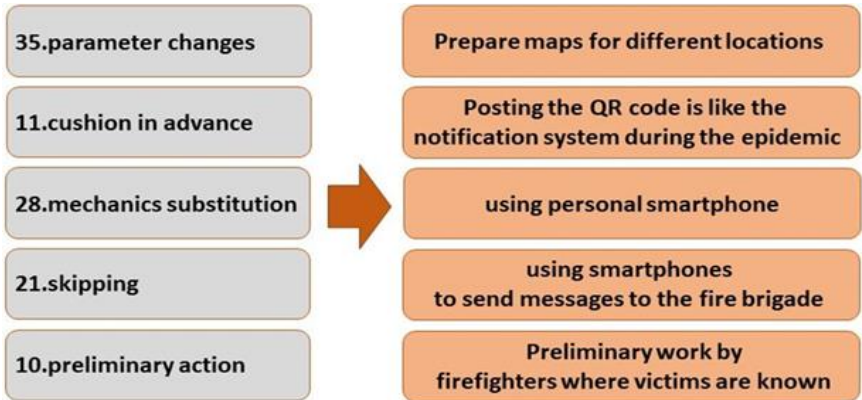 35.parameter changes
Prepare maps for different locations
11.cushion in advance
Posting the QR code is like the
notification system during the epidemic
28.mechanics substitution
using personal smartphone
21.skipping
using smartphones
to send messages to the fire brigade
10.preliminary action
Preliminary work by
firefighters where victims are known